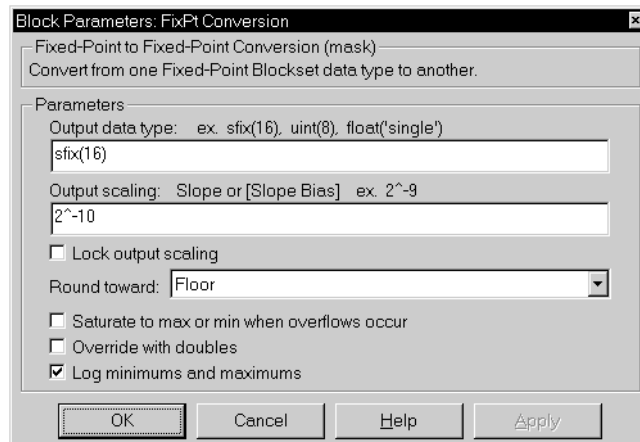 Block Parameters: FixPt Conversion
Fixed-Point to Fixed-Point Conversion (mask)
Convert from one Fixed-Point Blockset data type to another.
Parameters
Output data type: ex. sfix(16), uint(8), float('single')
sfix(16)
Output scaling: Slope or [Slope Bias] ex. 2^-9
2^-10
Lock output scaling
Round toward: Floor
Saturate to max or min when overflows occur
Override with doubles
Log minimums and maximums
OK Cancel Help Apply